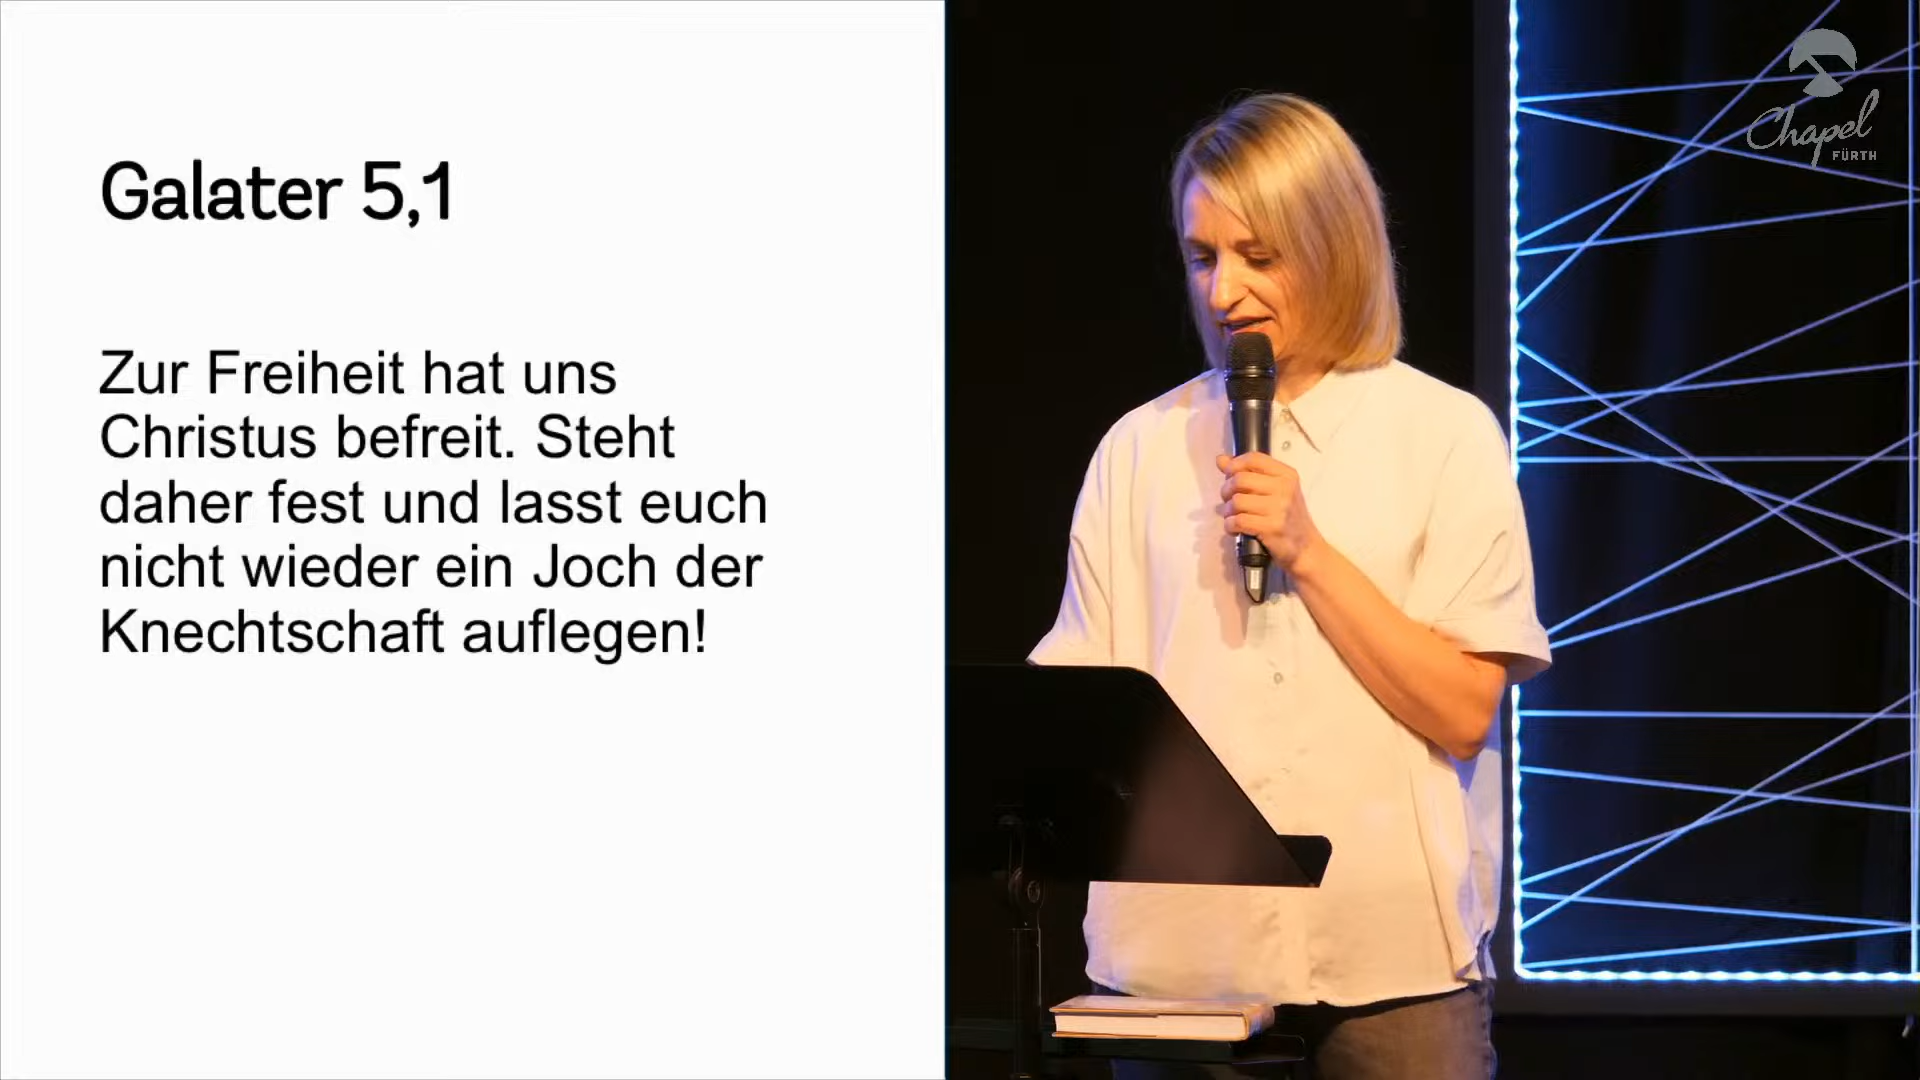 Galater 5,1
Zur Freiheit hat uns
Christus befreit. Steht
daher fest und lasst euch
nicht wieder ein Joch der
Knechtschaft auflegen!
Chapel
FÜRTH